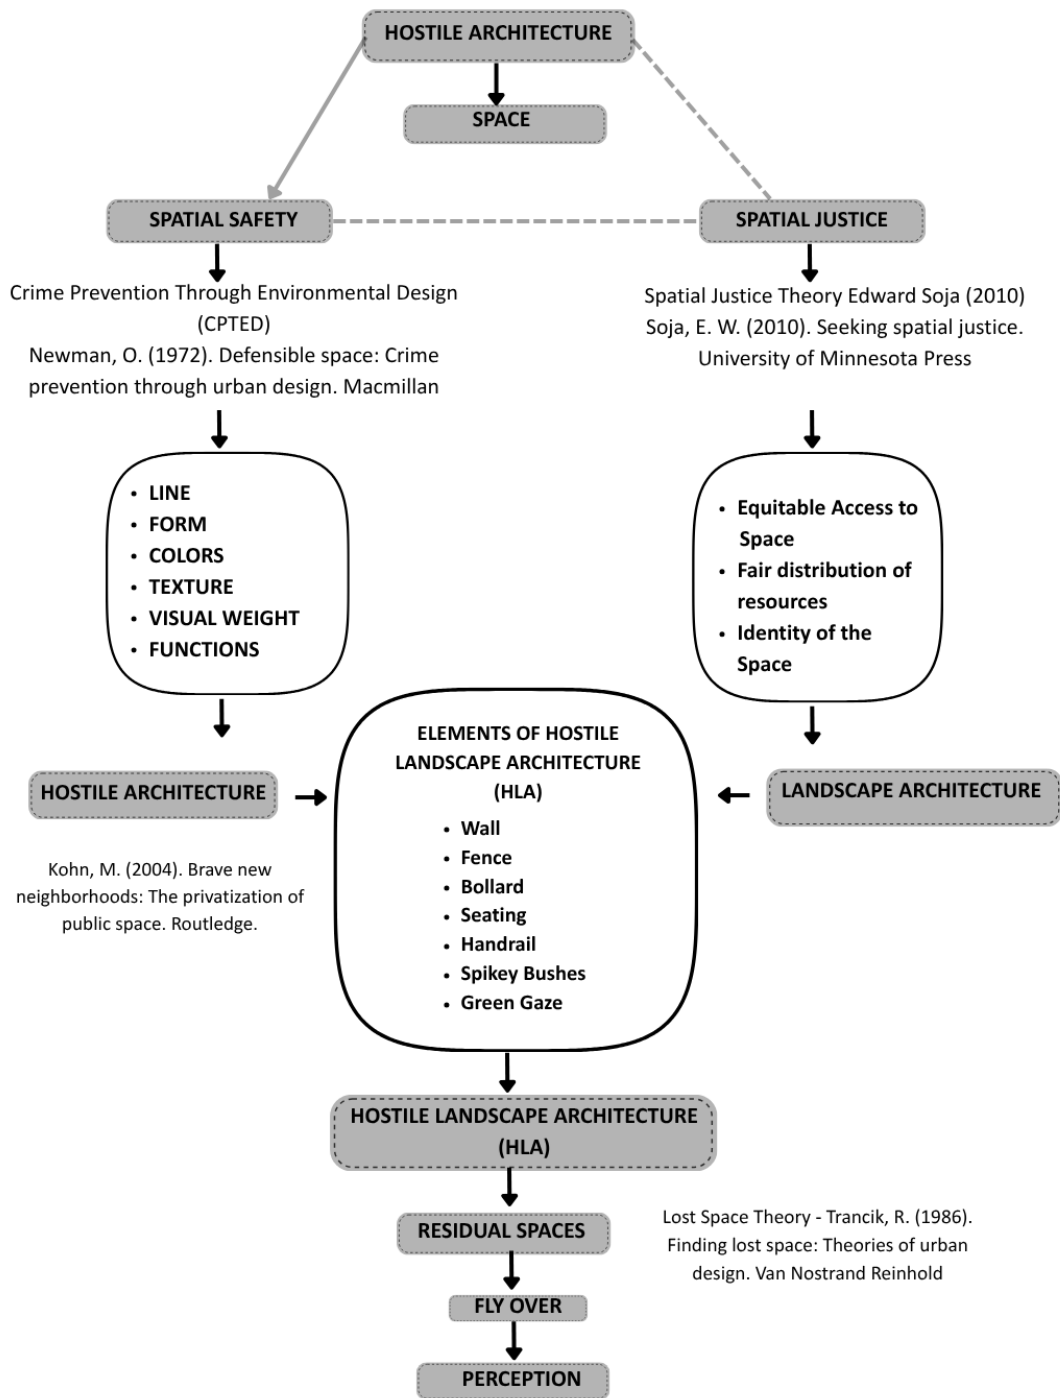 HOSTILE ARCHITECTURE
SPACE
SPATIAL SAFETY
SPATIAL JUSTICE
Crime Prevention Through Environmental Design
(CPTED)
Newman, O. (1972). Defensible space: Crime
prevention through urban design. Macmillan
Spatial Justice Theory Edward Soja (2010)
Soja, E. W. (2010). Seeking spatial justice.
University of Minnesota Press
• LINE
• FORM
• COLORS
• TEXTURE
• VISUAL WEIGHT
• FUNCTIONS
• Equitable Access to
Space
• Fair distribution of
resources
• Identity of the
Space
HOSTILE ARCHITECTURE
Kohn, M. (2004). Brave new
neighborhoods: The privatization of
public space. Routledge.
ELEMENTS OF HOSTILE
LANDSCAPE ARCHITECTURE
(HLA)
• Wall
• Fence
• Bollard
• Seating
• Handrail
• Spikey Bushes
• Green Gaze
LANDSCAPE ARCHITECTURE
HOSTILE LANDSCAPE ARCHITECTURE
(HLA)
RESIDUAL SPACES
Lost Space Theory - Trancik, R. (1986).
Finding lost space: Theories of urban
design. Van Nostrand Reinhold
FLY OVER
PERCEPTION